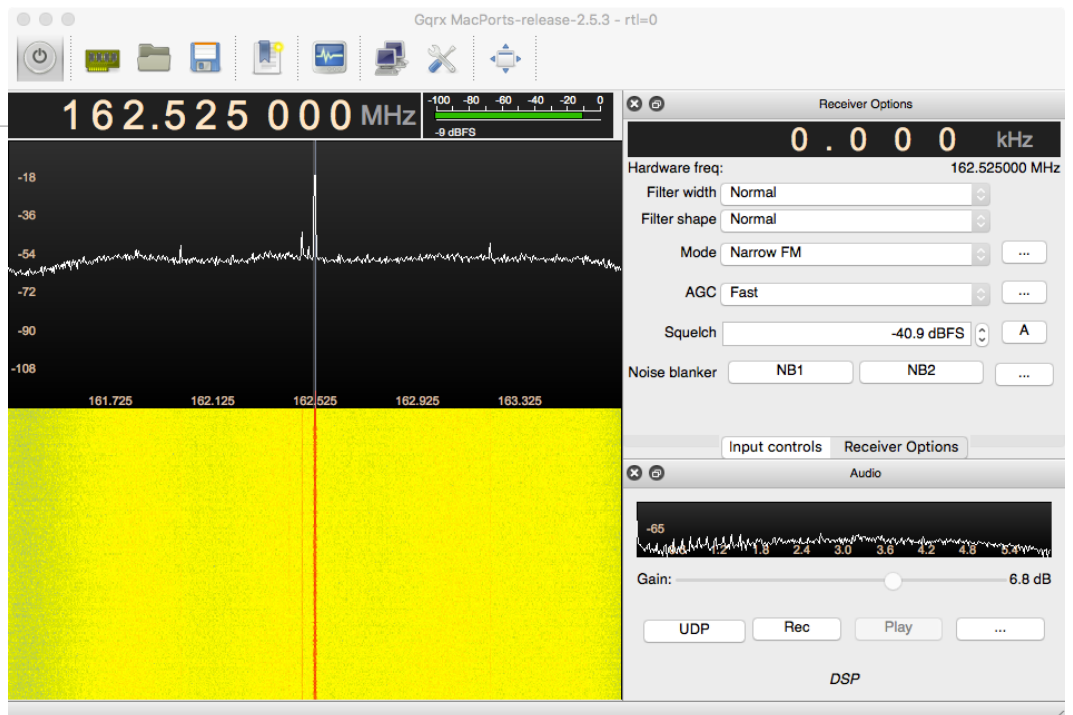 Gqrx MacPorts-release-2.5.3 - rtl=0
162.525 000 MHz
-100 -80 -60 -40 -20 0
-9 dBFS
-18
-36
-54
-72
-90
-108
161.725 162.125 162.525 162.925 163.325
Receiver Options
0.000 kHz
Hardware freq: 162.525000 MHz
Filter width Normal
Filter shape Normal
Mode Narrow FM ...
AGC Fast ...
Squelch -40.9 dBFS A
Noise blanker NB1 NB2 ...
Input controls Receiver Options
Audio
-65
0.6 1.2 1.8 2.4 3.0 3.6 4.2 4.8 5.4
Gain: 6.8 dB
UDP Rec Play ...
DSP